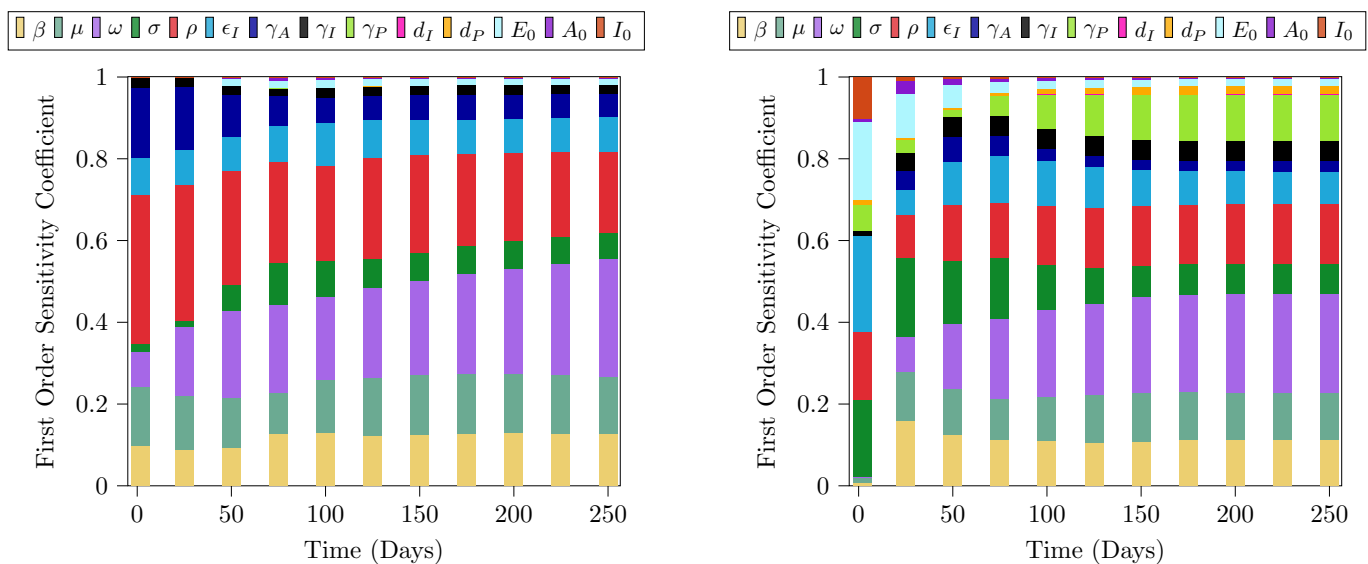 β μ ω σ ρ ϵ_I γ_A γ_I γ_P d_I d_P E_0 A_0 I_0
1
0.8
0.6
0.4
0.2
0
First Order Sensitivity Coefficient
0 50 100 150 200 250
Time (Days)
β μ ω σ ρ ϵ_I γ_A γ_I γ_P d_I d_P E_0 A_0 I_0
1
0.8
0.6
0.4
0.2
0
First Order Sensitivity Coefficient
0 50 100 150 200 250
Time (Days)